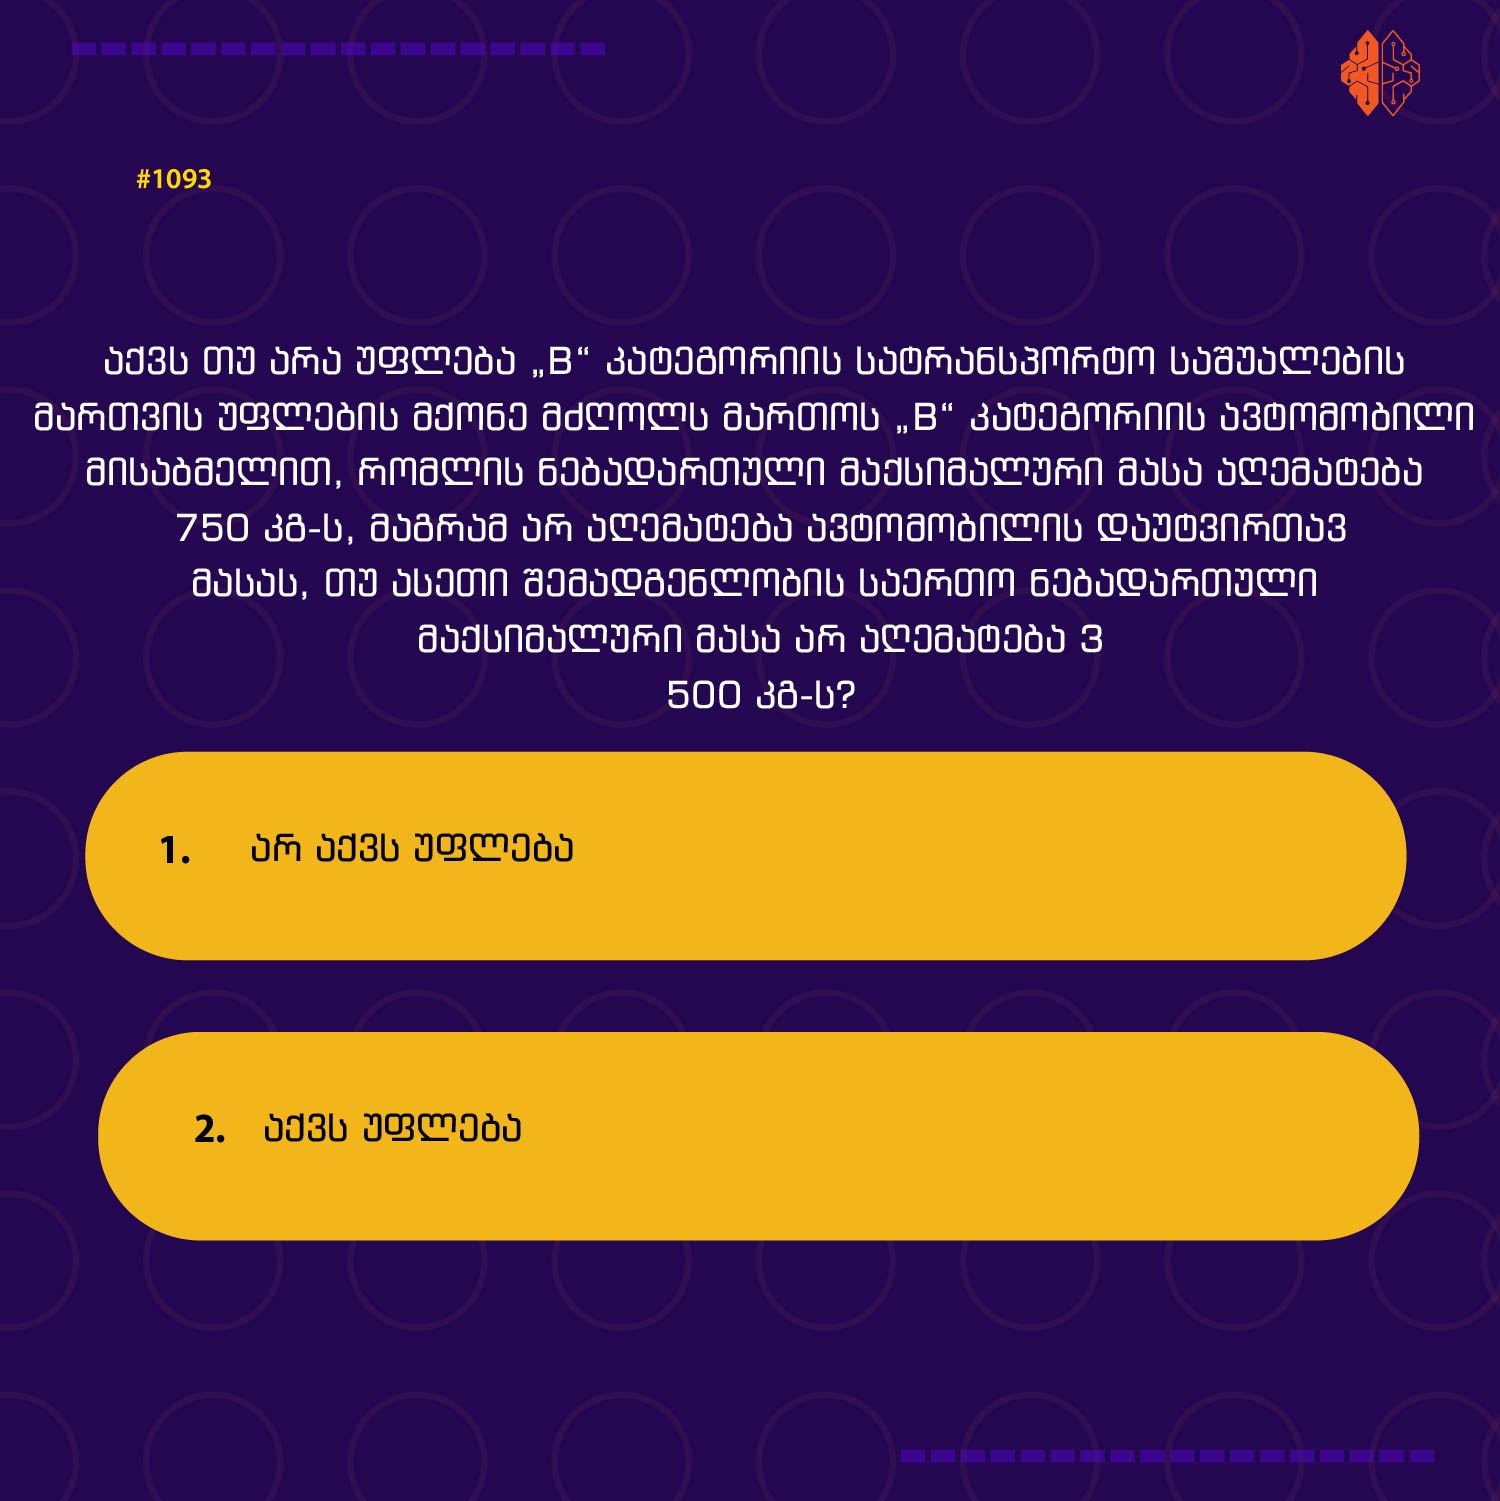 #1093
აქვს თუ არა უფლება „B“ კატეგორიის სატრანსპორტო საშუალების
მართვის უფლების მქონე მძღოლს მართოს „B“ კატეგორიის ავტომობილი
მისაბმელით, რომლის ნებადართული მაქსიმალური მასა აღემატება
750 კგ-ს, მაგრამ არ აღემატება ავტომობილის დაუტვირთავ
მასას, თუ ასეთი შემადგენლობის საერთო ნებადართული
მაქსიმალური მასა არ აღემატება 3
500 კგ-ს?
1. არ აქვს უფლება
2. აქვს უფლება